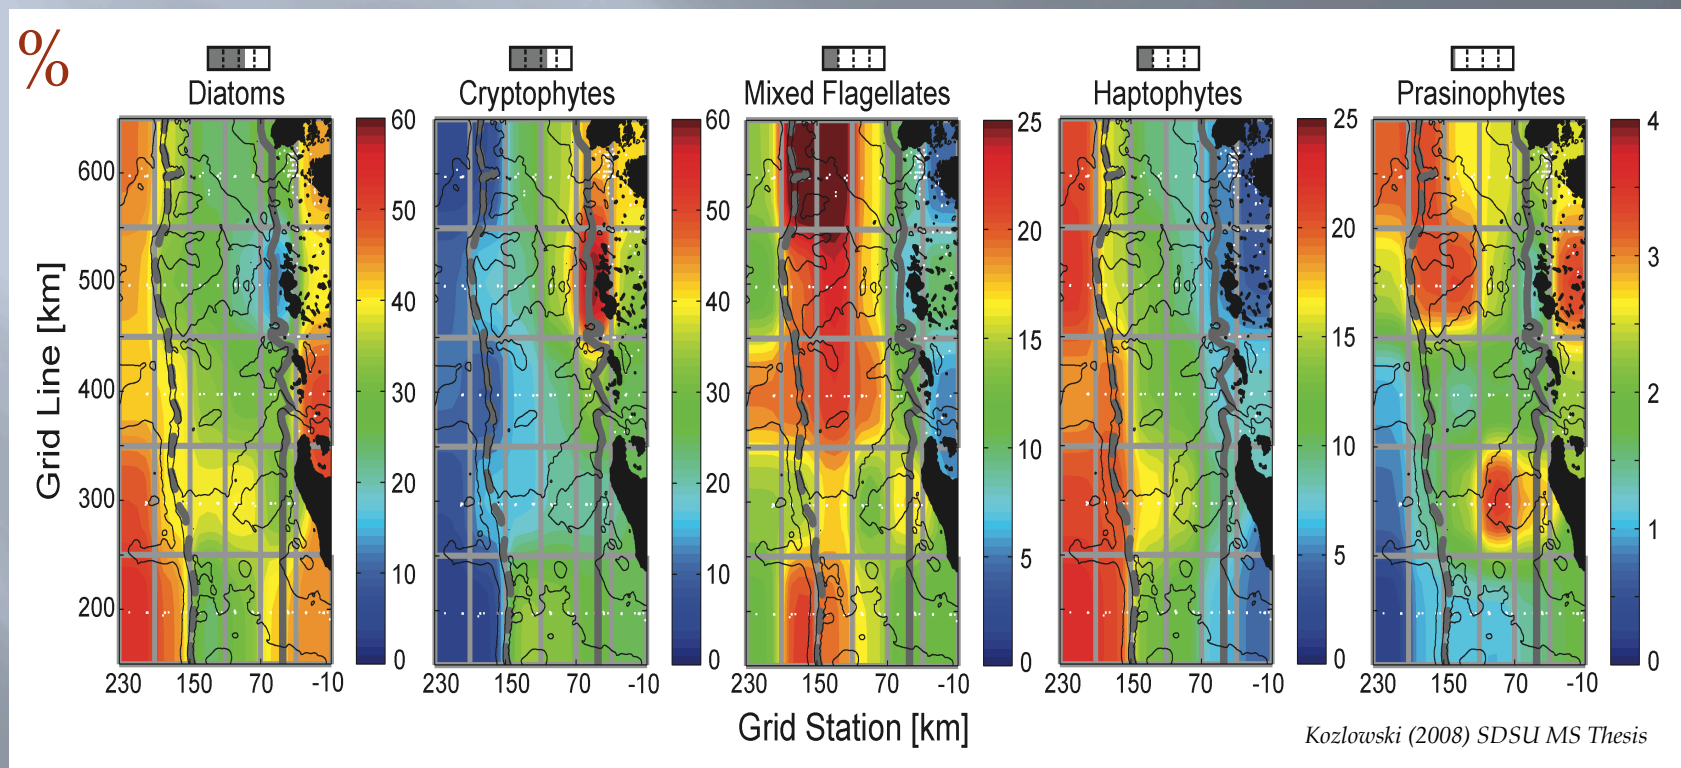 %
Diatoms Cryptophytes Mixed Flagellates Haptophytes Prasinophytes
60 60 25 25 4
600
50 50 20 20 3
500
40 40
Grid Line [km]
15 15
400
30 30 2
10 10
300
20 20
1
5 5
200
10 10
0 0 0 0 0
230 150 70 -10 230 150 70 -10 230 150 70 -10 230 150 70 -10 230 150 70 -10
Grid Station [km]
Kozlowski (2008) SDSU MS Thesis